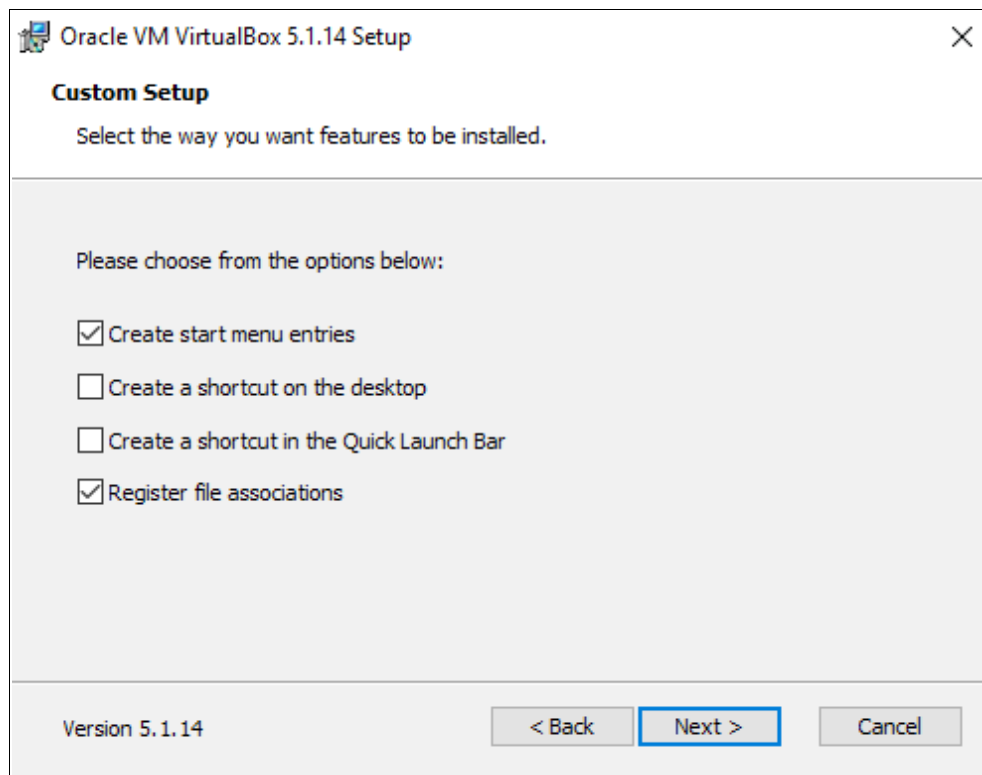 Oracle VM VirtualBox 5.1.14 Setup
Custom Setup
Select the way you want features to be installed.
Please choose from the options below:
Create start menu entries
Create a shortcut on the desktop
Create a shortcut in the Quick Launch Bar
Register file associations
Version 5.1.14
< Back
Next >
Cancel